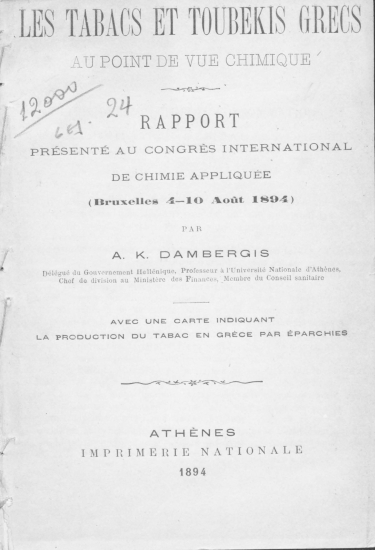 LES TABACS ET TOUBEKIS GRECS
AU POINT DE VUE CHIMIQUE
12000
24
RAPPORT
PRÉSENTÉ AU CONGRÈS INTERNATIONAL
DE CHIMIE APPLIQUÉE
(Bruxelles 4–10 Août 1894)
PAR
A. K. DAMBERGIS
Délégué du Gouvernement Hellénique, Professeur à l'Université Nationale d'Athènes,
Chef du division au Ministère des Finances, Membre du Conseil sanitaire
AVEC UNE CARTE INDIQUANT
LA PRODUCTION DU TABAC EN GRÈCE PAR ÉPARCHIES
ATHÈNES
IMPRIMERIE NATIONALE
1894